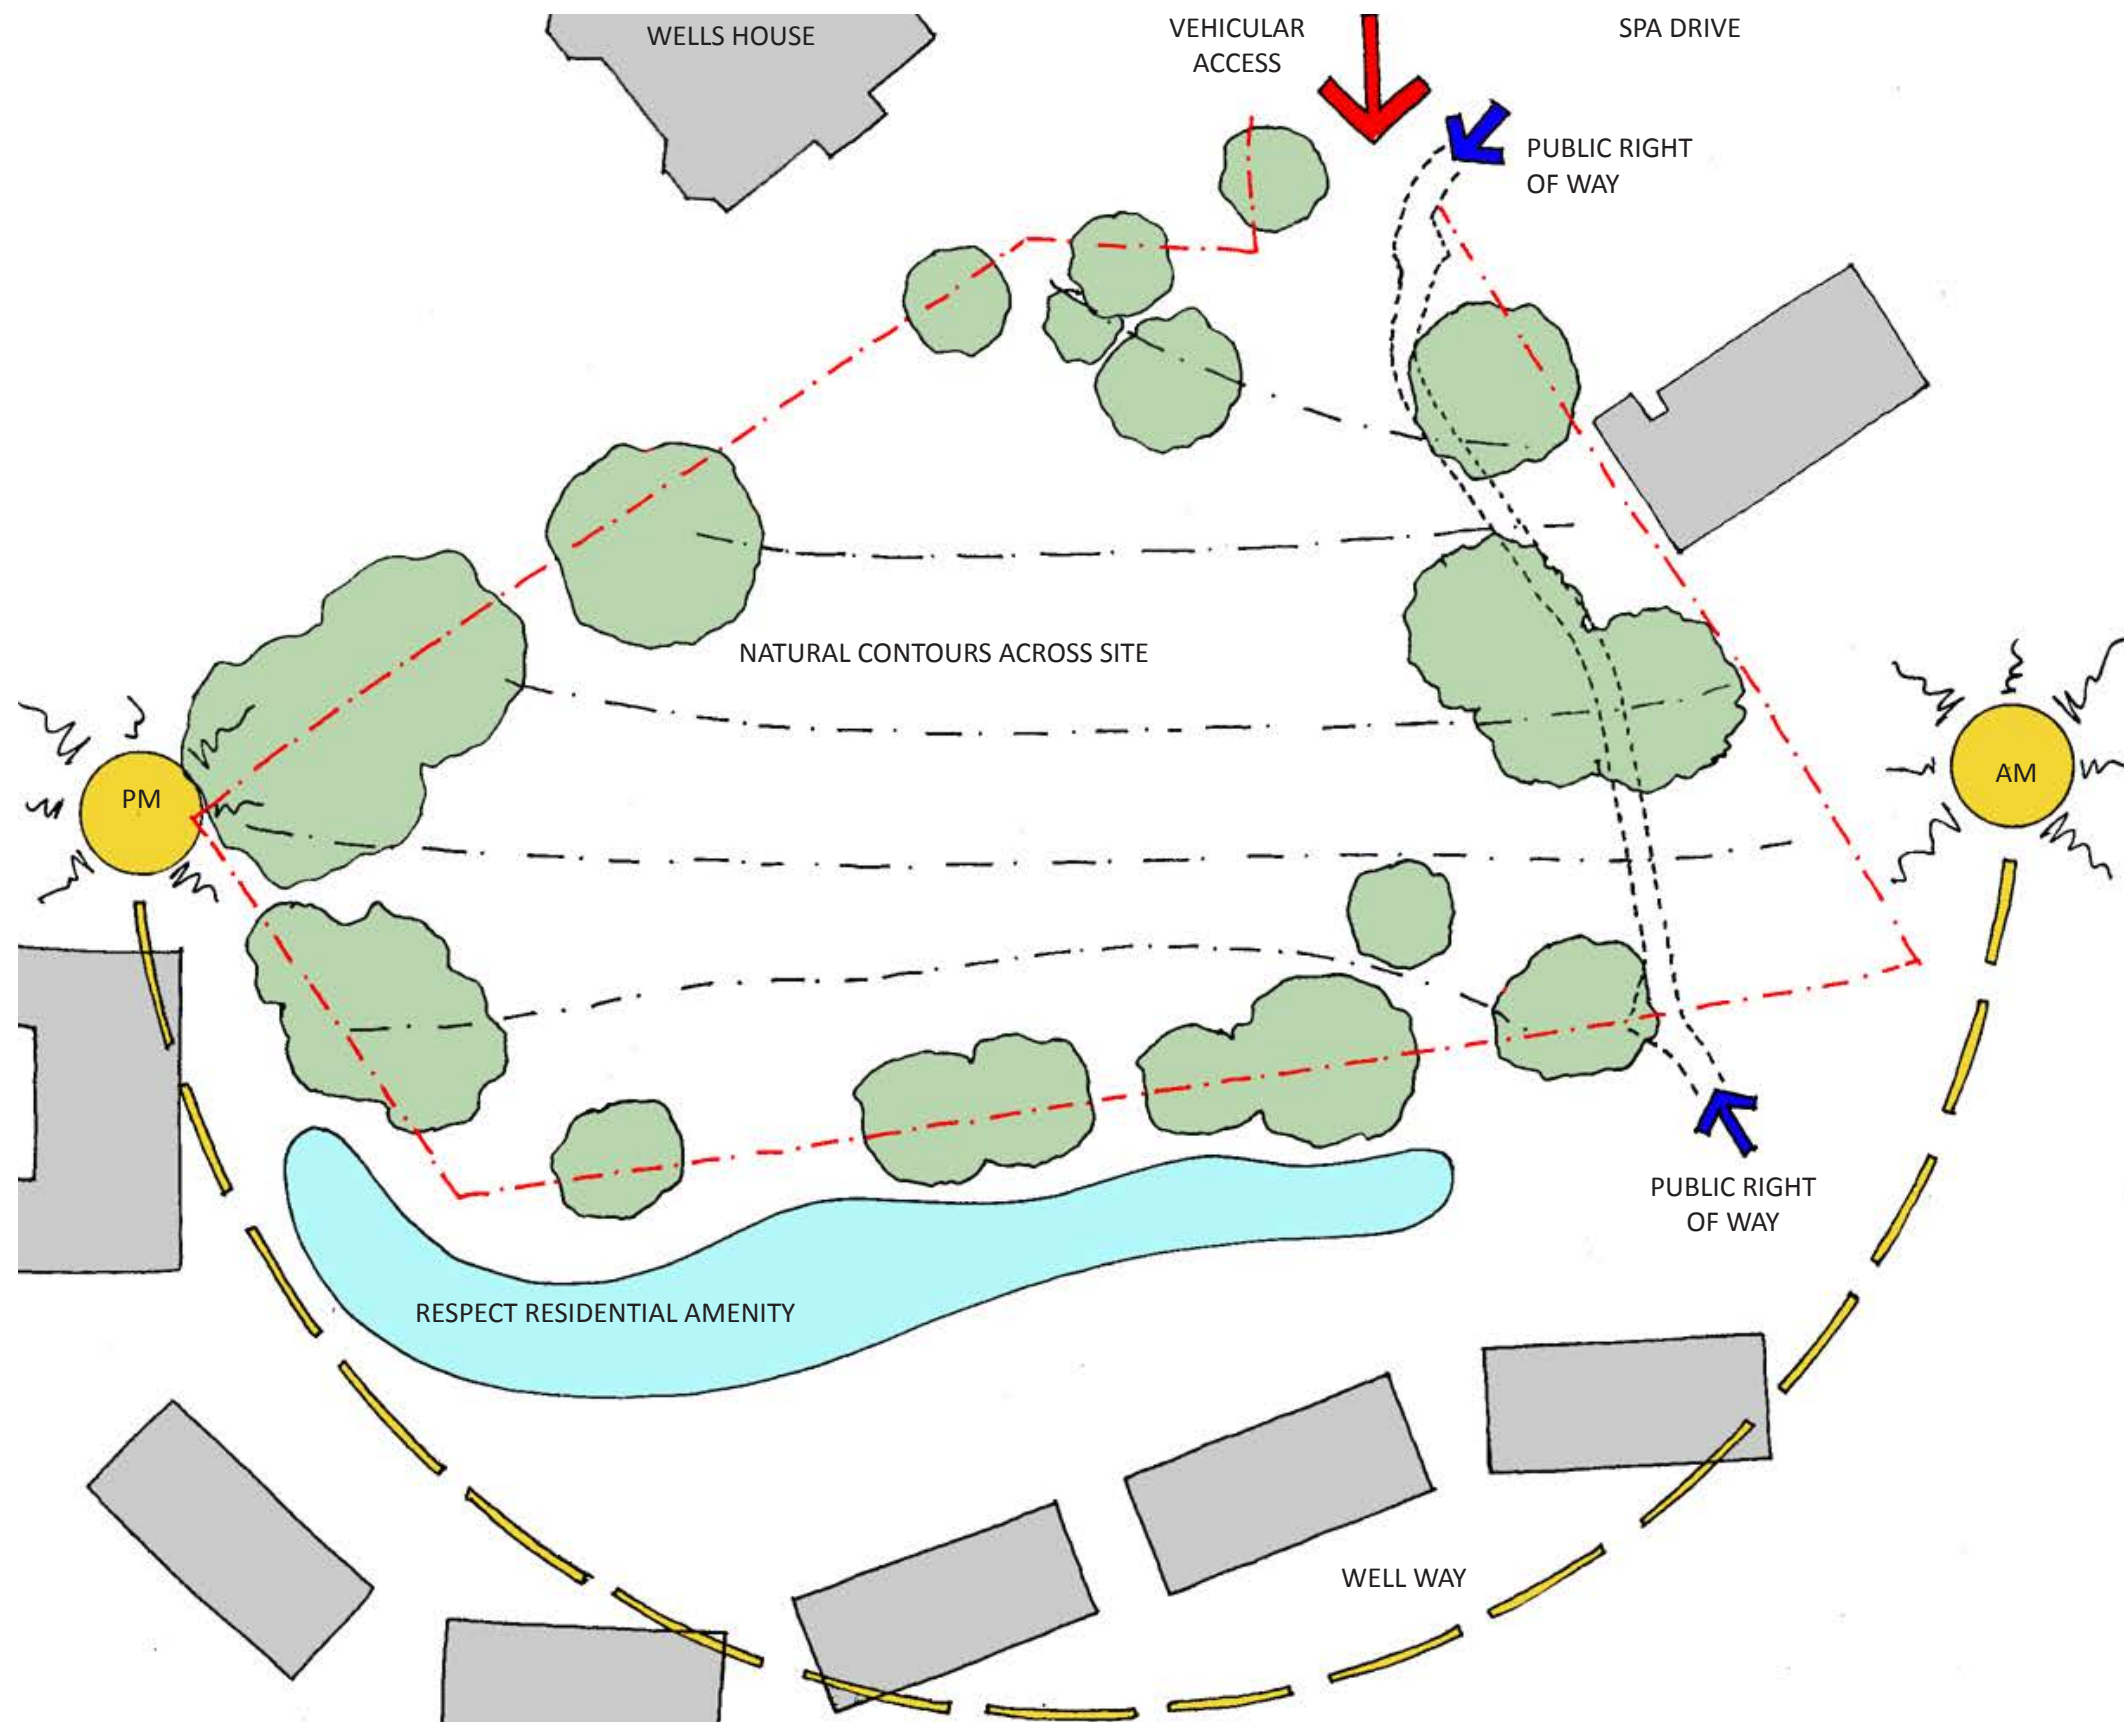 WELLS HOUSE
VEHICULAR
ACCESS
SPA DRIVE
PUBLIC RIGHT
OF WAY
NATURAL CONTOURS ACROSS SITE
PM
AM
PUBLIC RIGHT
OF WAY
RESPECT RESIDENTIAL AMENITY
WELL WAY